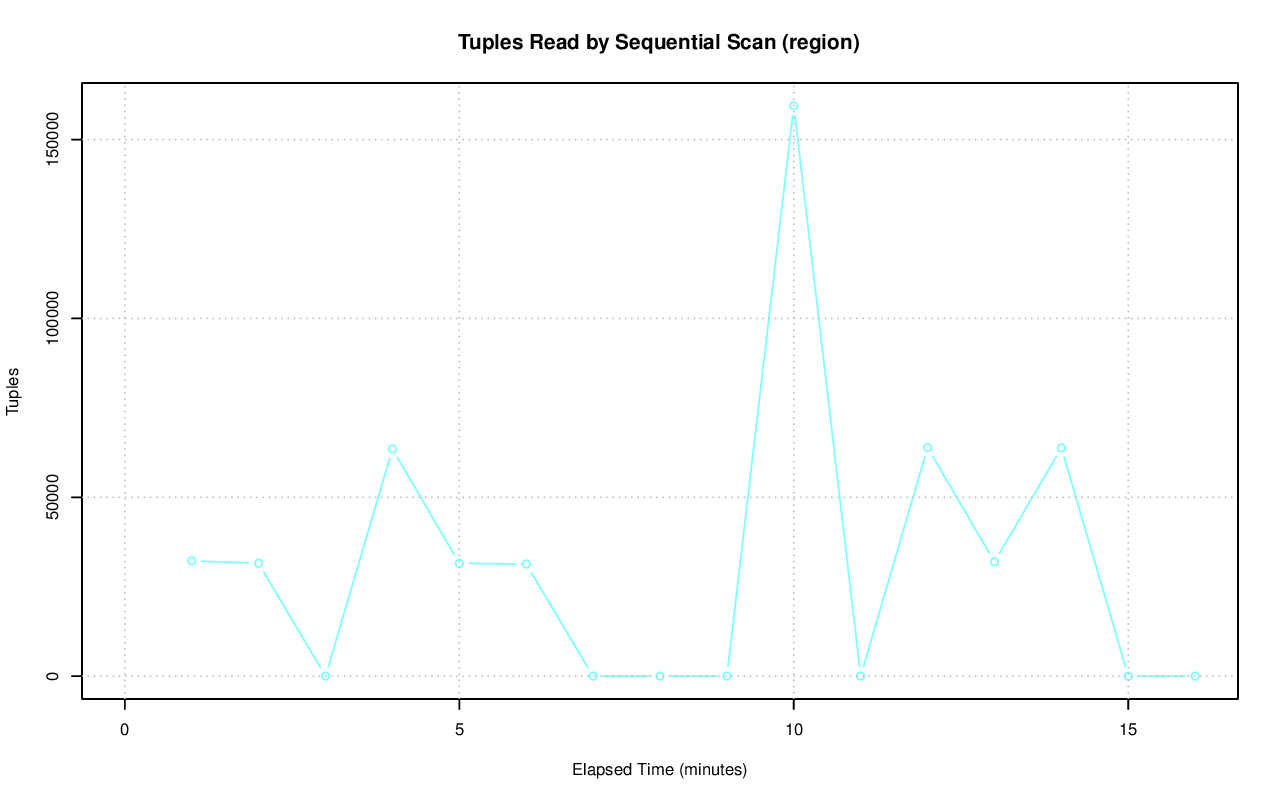 Tuples Read by Sequential Scan (region)
150000
100000
50000
0
Tuples
0 5 10 15
Elapsed Time (minutes)